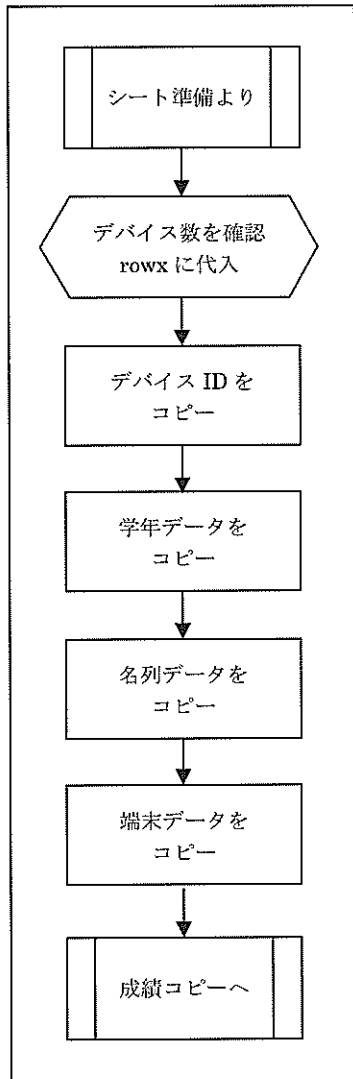 シート準備より
デバイス数を確認
rowx に代入
デバイス ID を
コピー
学年データを
コピー
名列データを
コピー
端末データを
コピー
成績コピーへ